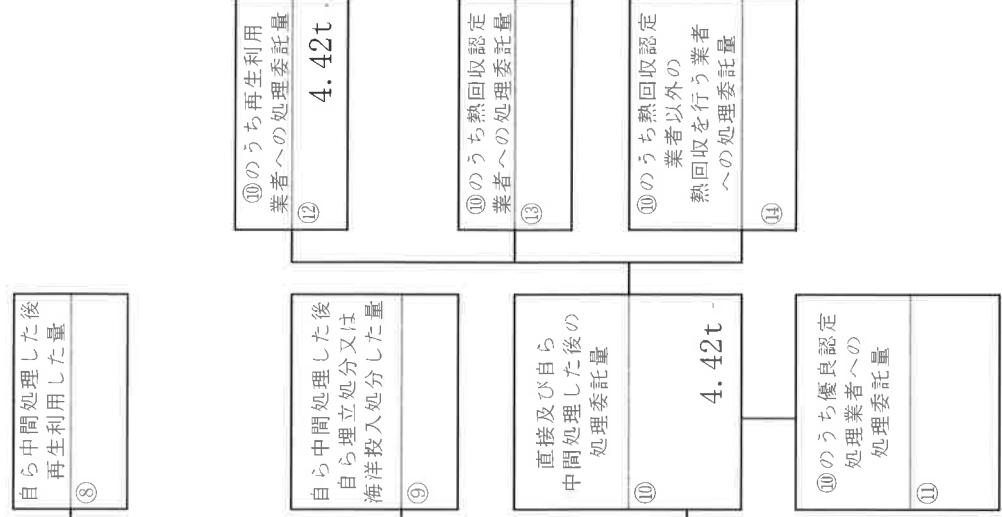 自ら中間処理した後
再生利用した量
⑧
自ら中間処理した後
自ら埋立処分又は
海洋投入処分した量
⑨
直接及び自ら
中間処理した後の
処理委託量
⑩
4.42t
⑩のうち優良認定
処理業者への
処理委託量
⑪
⑩のうち再生利用
業者への処理委託量
⑫
4.42t
⑩のうち熱回収認定
業者への処理委託量
⑬
⑩のうち熱回収認定
業者以外の
熱回収を行う業者
への処理委託量
⑭